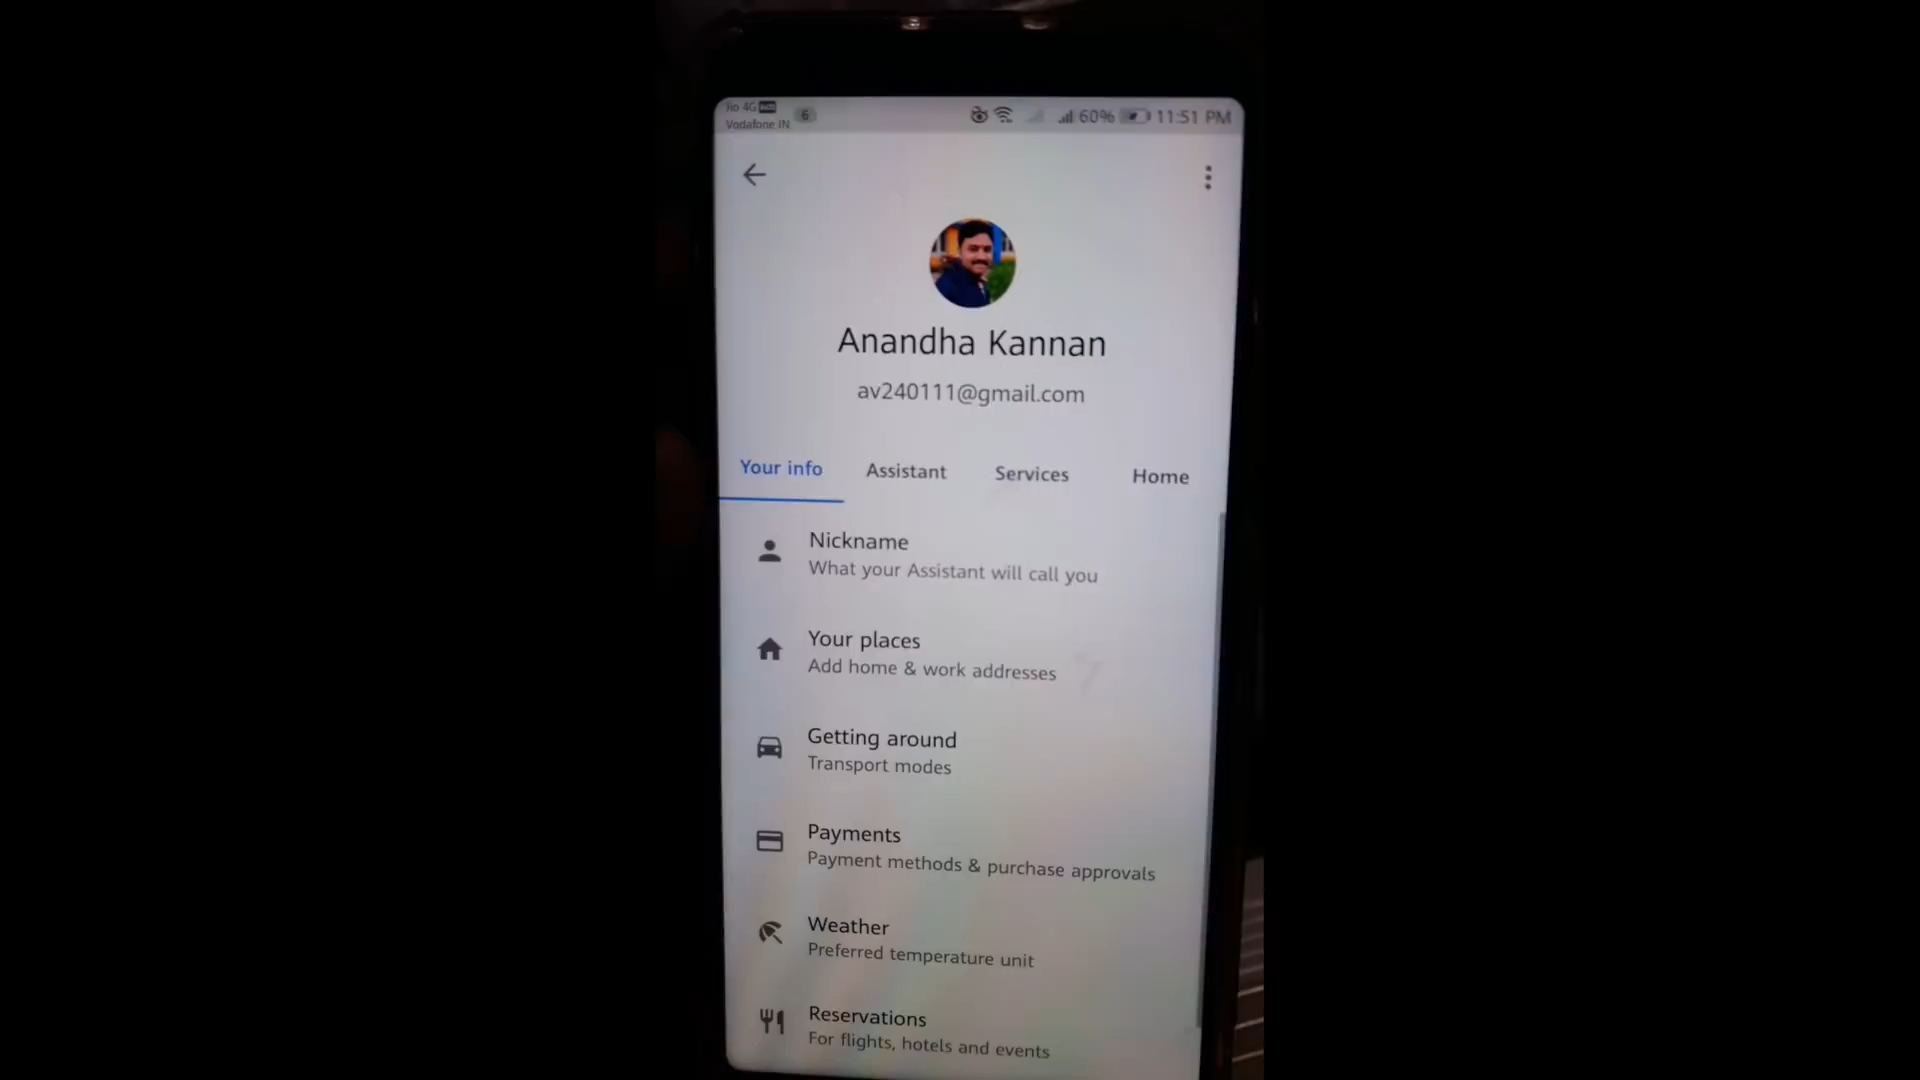 Jio 4G VoLTE
Vodafone IN
6
60% 11:51 PM
Anandha Kannan
av240111@gmail.com
Your info Assistant Services Home
Nickname
What your Assistant will call you
Your places
Add home & work addresses
Getting around
Transport modes
Payments
Payment methods & purchase approvals
Weather
Preferred temperature unit
Reservations
For flights, hotels and events